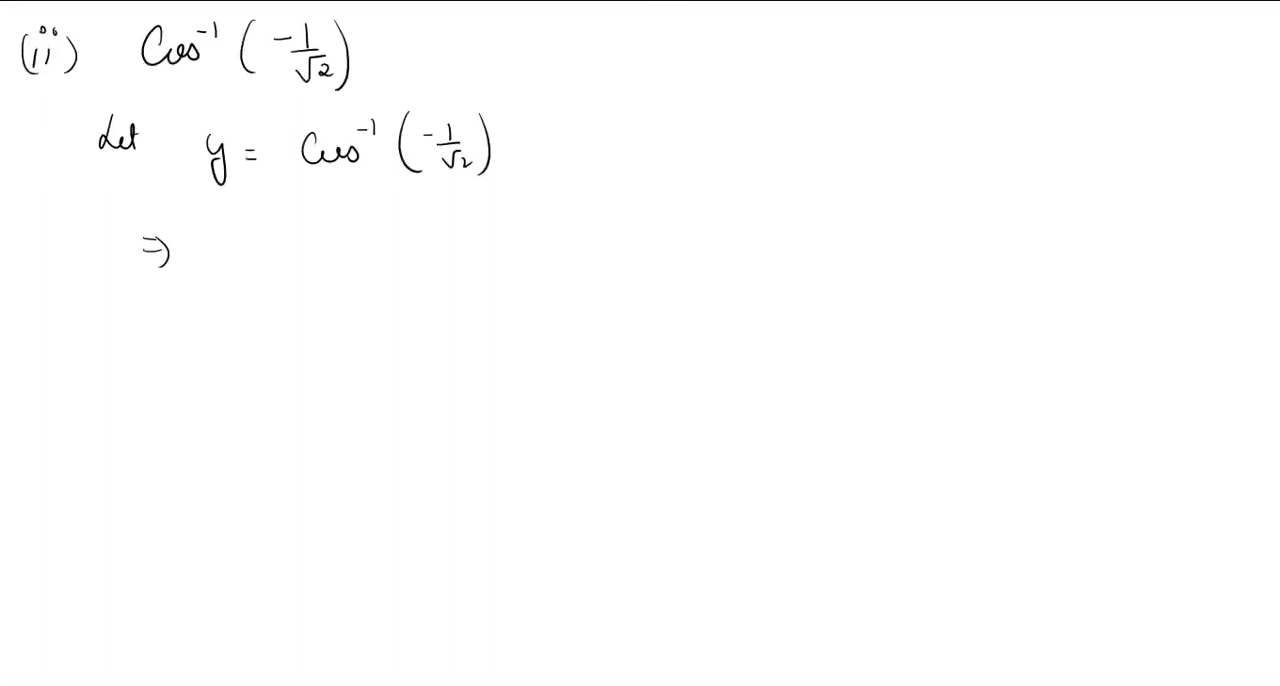 (ii) Cos⁻¹ (-1/√2)
Let y = Cos⁻¹ (-1/√2)
⇒